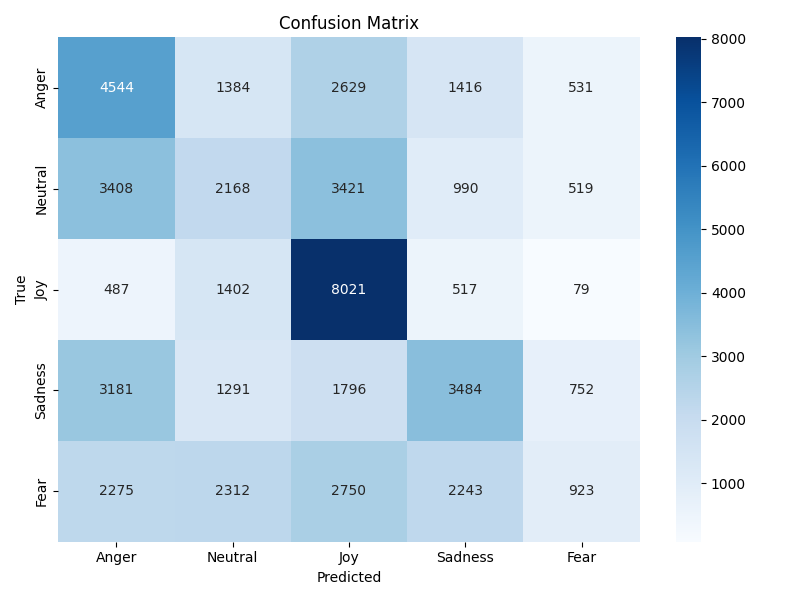 Confusion Matrix
True
Anger 4544 1384 2629 1416 531
Neutral 3408 2168 3421 990 519
Joy 487 1402 8021 517 79
Sadness 3181 1291 1796 3484 752
Fear 2275 2312 2750 2243 923
Anger Neutral Joy Sadness Fear
Predicted
8000
7000
6000
5000
4000
3000
2000
1000